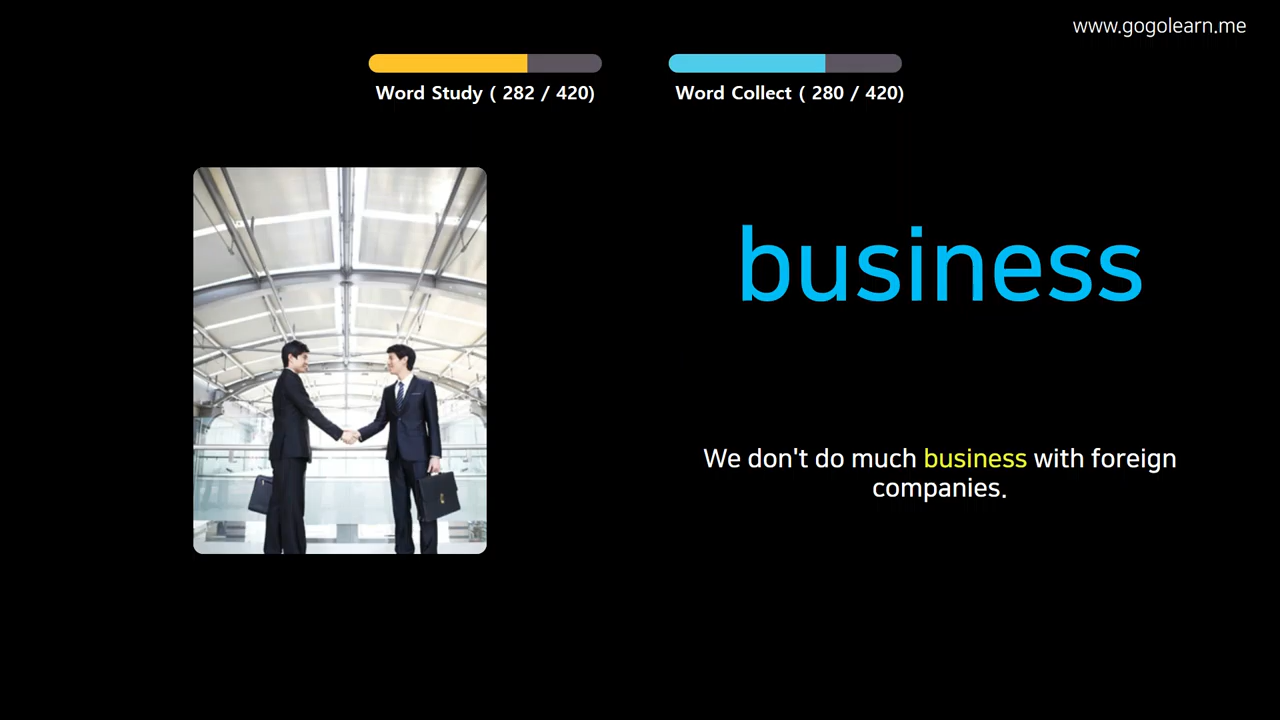 www.gogolearn.me
Word Study ( 282 / 420)
Word Collect ( 280 / 420)
business
We don't do much business with foreign
companies.